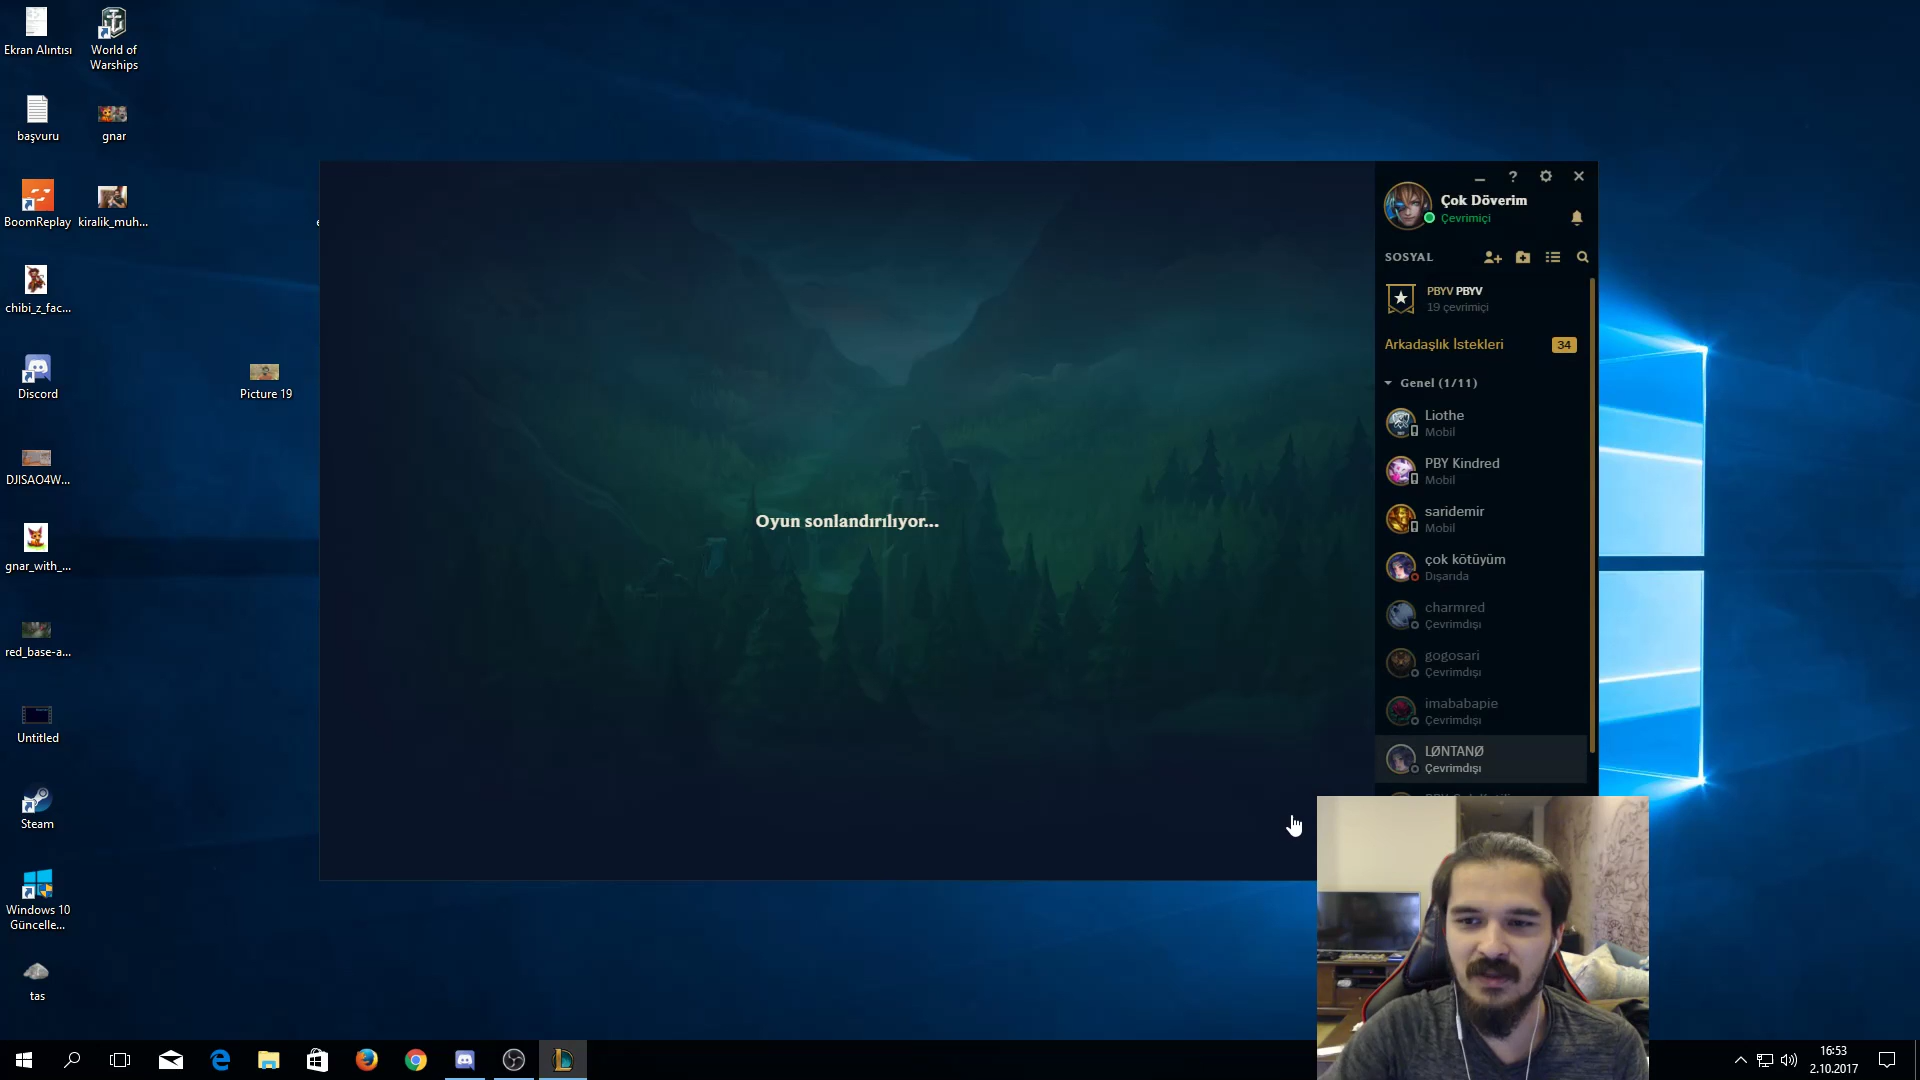 Ekran Alıntısı
World of
Warships
başvuru
gnar
BoomReplay
kiralik_muh...
chibi_z_fac...
Discord
Picture 19
DJISAO4W...
gnar_with_...
red_base-a...
Untitled
Steam
Windows 10
Güncelle...
tas
Oyun sonlandırılıyor...
Çok Döverim
Çevrimiçi
SOSYAL
PBYV PBYV
19 çevrimiçi
Arkadaşlık İstekleri
34
Genel (1/11)
Liothe
Mobil
PBY Kindred
Mobil
saridemir
Mobil
çok kötüyüm
Dışarıda
charmred
Çevrimdışı
gogosari
Çevrimdışı
imababapie
Çevrimdışı
LØNTANØ
Çevrimdışı
16:53
2.10.2017